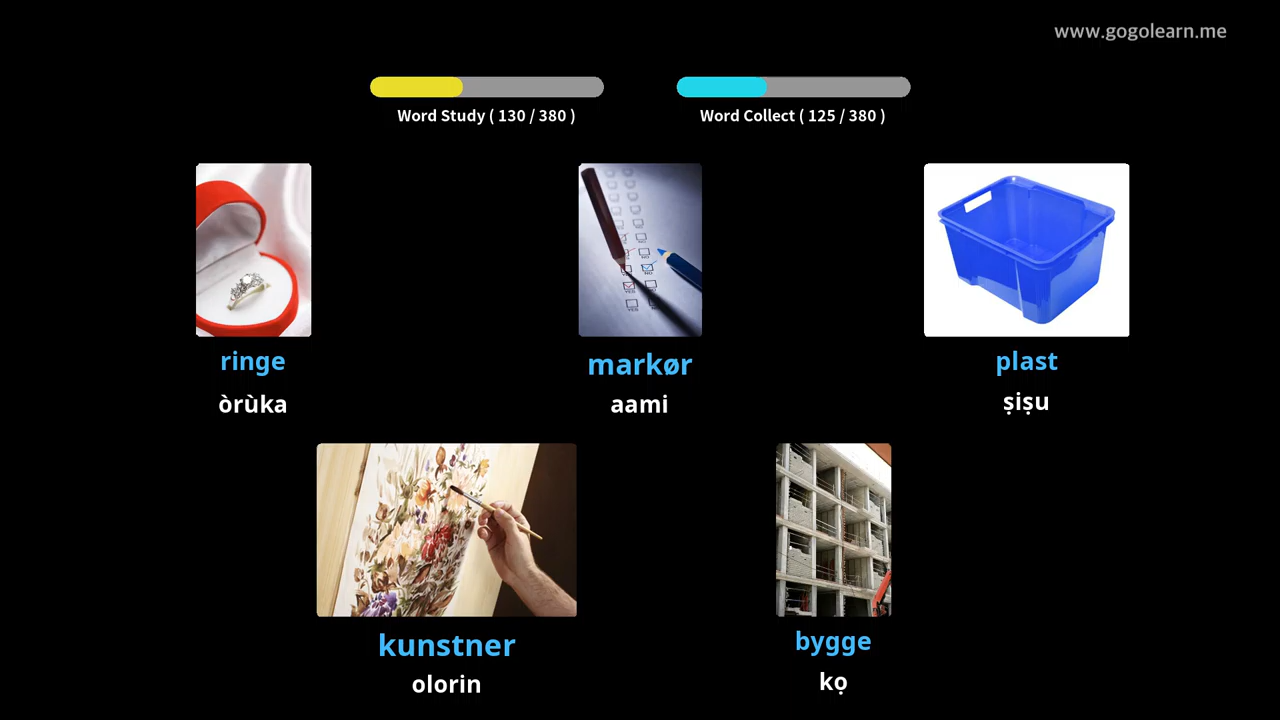 www.gogolearn.me
Word Study ( 130 / 380 )
Word Collect ( 125 / 380 )
ringe
òrùka
markør
aami
plast
ṣiṣu
kunstner
olorin
bygge
kọ